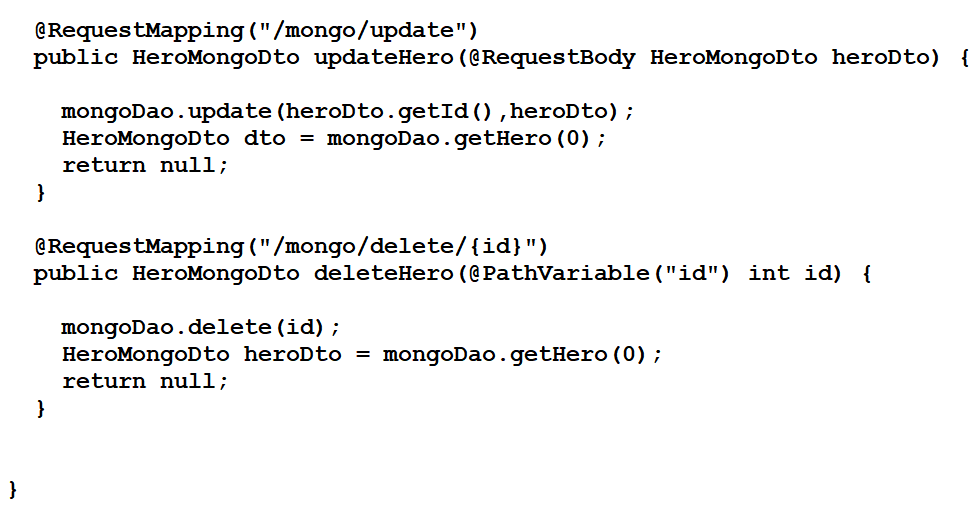 @RequestMapping("/mongo/update")
public HeroMongoDto updateHero(@RequestBody HeroMongoDto heroDto) {
mongoDao.update(heroDto.getId(),heroDto);
HeroMongoDto dto = mongoDao.getHero(0);
return null;
}
@RequestMapping("/mongo/delete/{id}")
public HeroMongoDto deleteHero(@PathVariable("id") int id) {
mongoDao.delete(id);
HeroMongoDto heroDto = mongoDao.getHero(0);
return null;
}
}